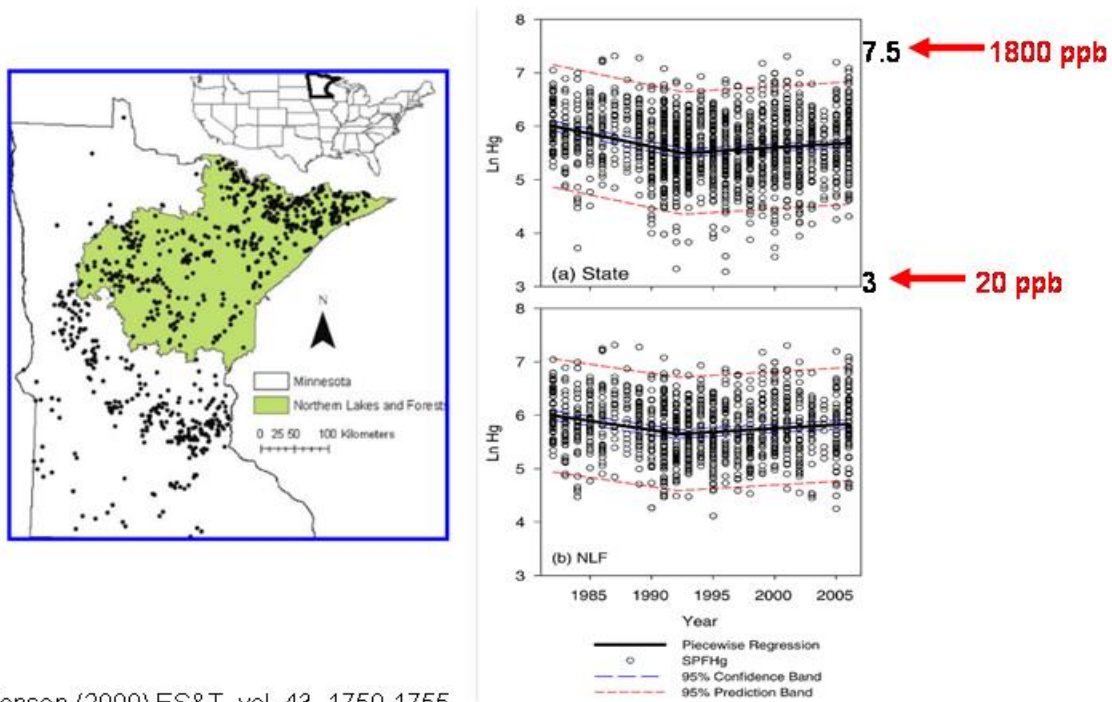 N
Minnesota
Northern Lakes and Forests
0 25 50 100 Kilometers
8
7
6
5
4
3
Ln Hg
(a) State
7.5 1800 ppb
3 20 ppb
8
7
6
5
4
3
Ln Hg
(b) NLF
1985 1990 1995 2000 2005
Year
Piecewise Regression
SPFHg
95% Confidence Band
95% Prediction Band
ES&T, vol. 43, 1750-1755